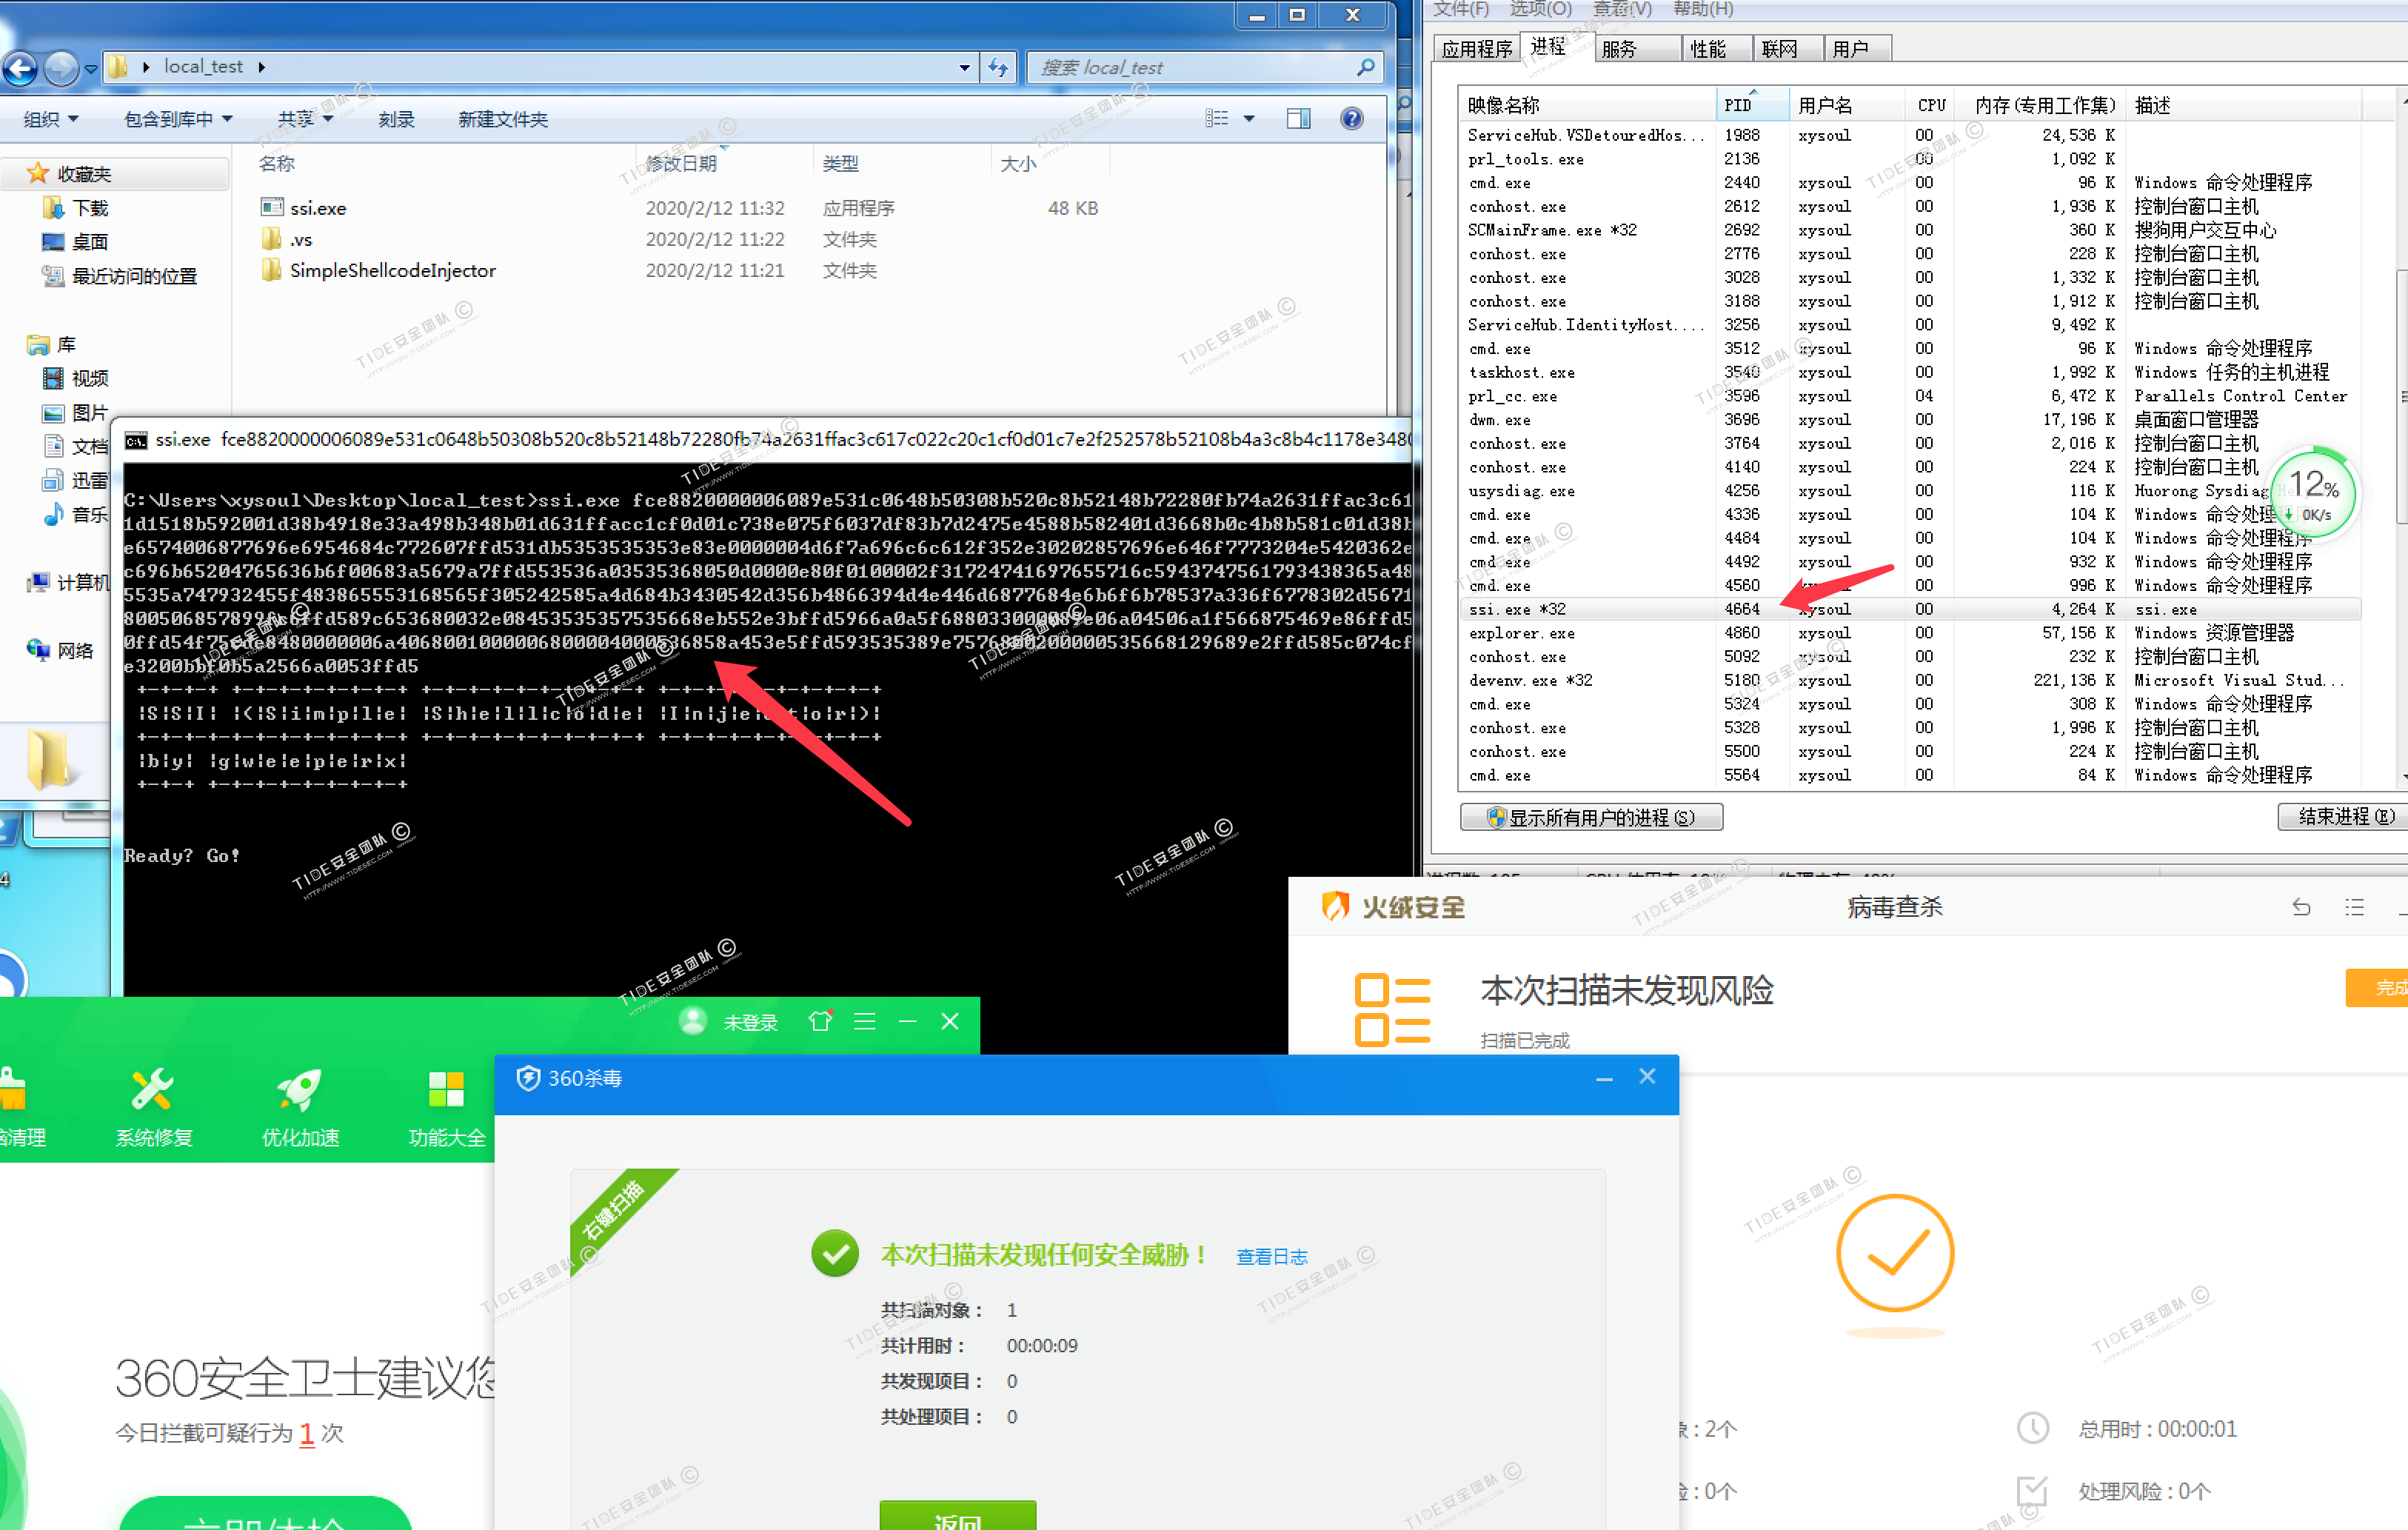 local_test
搜索 local_test
组织
包含到库中
共享
刻录
新建文件夹
收藏夹
下载
桌面
最近访问的位置
库
视频
图片
文档
迅雷
音乐
计算机
网络
名称 修改日期 类型 大小
ssi.exe 2020/2/12 11:32 应用程序 48 KB
.vs 2020/2/12 11:22 文件夹
SimpleShellcodeInjector 2020/2/12 11:21 文件夹
C:\Users\xysoul\Desktop\local_test>ssi.exe
|S|S|I| |(|S|i|m|p|l|e| |S|h|e|l|l|c|o|d|e| |I|n|j|e|c|t|o|r|)|
|b|y| |g|w|e|e|p|e|r|x|
Ready? Go!
文件(F) 选项(O) 查看(V) 帮助(H)
应用程序 进程 服务 性能 联网 用户
映像名称 PID 用户名 CPU 内存(专用工作集) 描述
ServiceHub.VSDetouredHos... 1988 xysoul 00 24,536 K
prl_tools.exe 2136 00 1,092 K
cmd.exe 2440 xysoul 00 96 K Windows 命令处理程序
conhost.exe 2612 xysoul 00 1,936 K 控制台窗口主机
SCMainFrame.exe *32 2692 xysoul 00 360 K 搜狗用户交互中心
conhost.exe 2776 xysoul 00 228 K 控制台窗口主机
conhost.exe 3028 xysoul 00 1,332 K 控制台窗口主机
conhost.exe 3188 xysoul 00 1,912 K 控制台窗口主机
ServiceHub.IdentityHost.... 3256 xysoul 00 9,492 K
cmd.exe 3512 xysoul 00 96 K Windows 命令处理程序
taskhost.exe 3540 xysoul 00 1,992 K Windows 任务的主机进程
prl_cc.exe 3596 xysoul 04 6,472 K Parallels Control Center
dwm.exe 3696 xysoul 00 17,196 K 桌面窗口管理器
conhost.exe 3764 xysoul 00 2,016 K 控制台窗口主机
conhost.exe 4140 xysoul 00 224 K 控制台窗口主机
usysdiag.exe 4256 xysoul 00 116 K Huorong Sysdiag
cmd.exe 4336 xysoul 00 104 K Windows 命令处理
cmd.exe 4484 xysoul 00 104 K Windows 命令处理程序
cmd.exe 4492 xysoul 00 932 K Windows 命令处理程序
cmd.exe 4560 xysoul 00 996 K Windows 命令处理程序
ssi.exe *32 4664 xysoul 00 4,264 K ssi.exe
explorer.exe 4860 xysoul 00 57,156 K Windows 资源管理器
conhost.exe 5092 xysoul 00 232 K 控制台窗口主机
devenv.exe *32 5180 xysoul 00 221,136 K Microsoft Visual Stud...
cmd.exe 5324 xysoul 00 308 K Windows 命令处理程序
conhost.exe 5328 xysoul 00 1,996 K 控制台窗口主机
conhost.exe 5500 xysoul 00 224 K 控制台窗口主机
cmd.exe 5564 xysoul 00 84 K Windows 命令处理程序
12%
0K/s
显示所有用户的进程(S)
结束进程(E)
火绒安全
病毒查杀
本次扫描未发现风险
扫描已完成
完成
2个
总用时 : 00:00:01
0个
处理风险 : 0个
未登录
清理
系统修复
优化加速
功能大全
360安全卫士建议您
今日拦截可疑行为 1 次
立即体检
360杀毒
右键扫描
本次扫描未发现任何安全威胁！ 查看日志
共扫描对象： 1
共计用时： 00:00:09
共发现项目： 0
共处理项目： 0
返回
TIDE安全团队 ©
HTTP://WWW.TIDESEC.COM